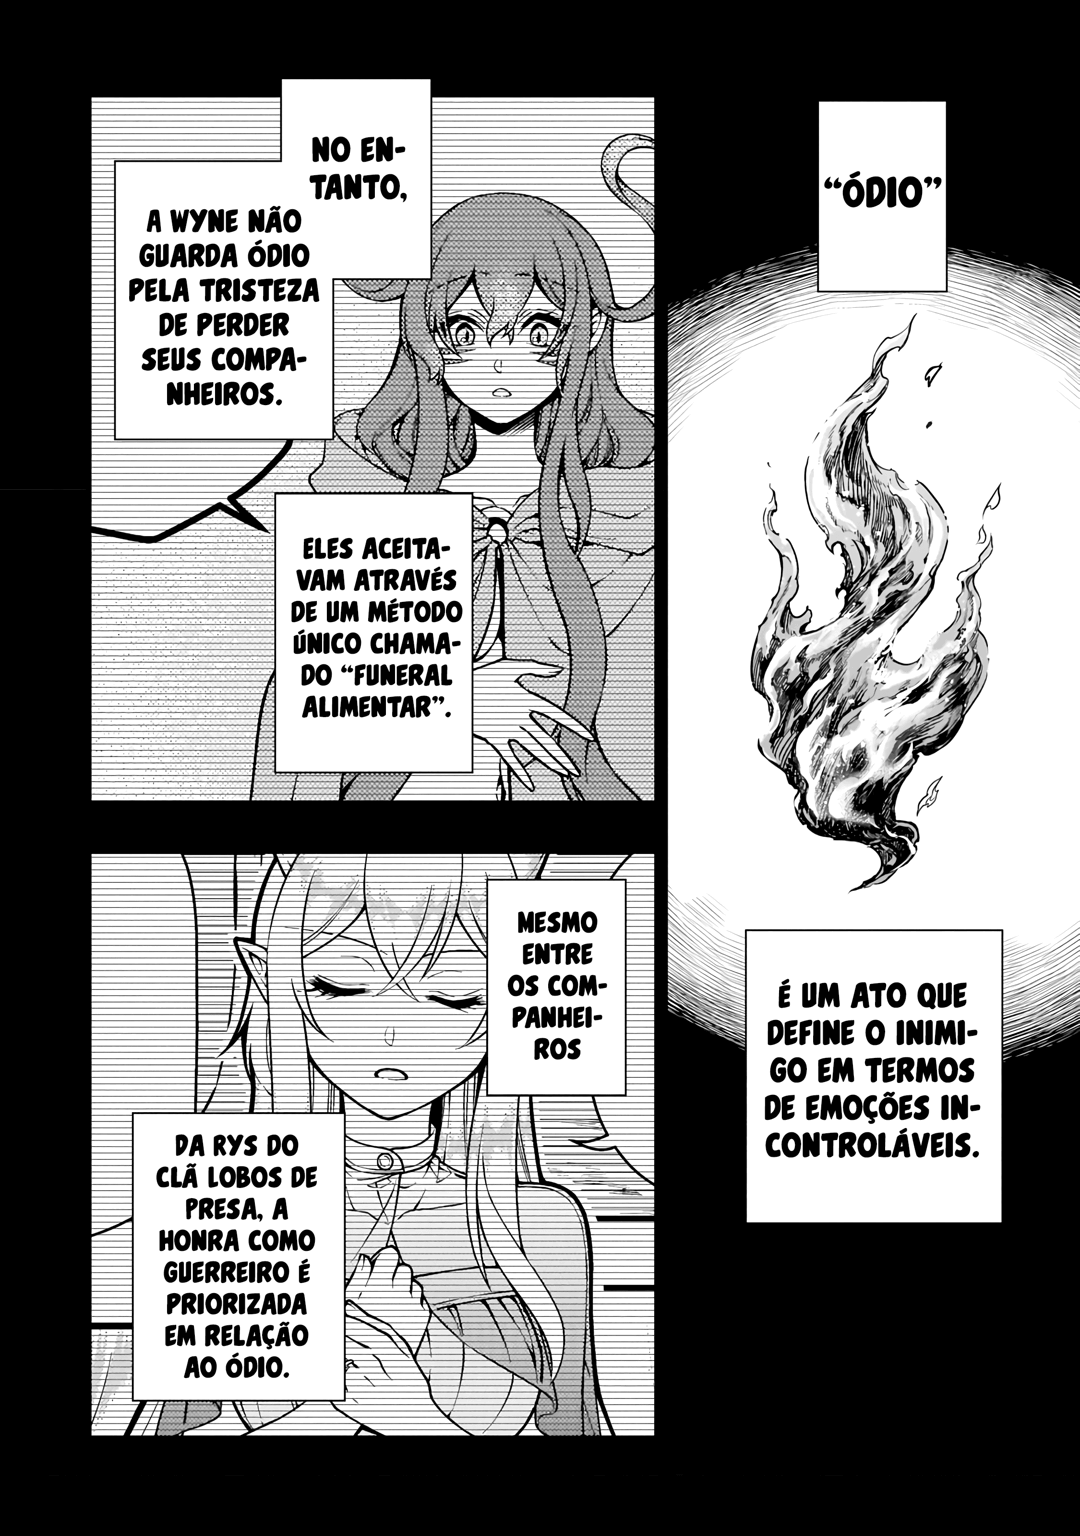 “ÓDIO”
É UM ATO QUE
DEFINE O INIMI-
GO EM TERMOS
DE EMOÇÕES IN-
CONTROLÁVEIS.
NO EN-
TANTO,
A WYNE NÃO
GUARDA ÓDIO
PELA TRISTEZA
DE PERDER
SEUS COMPA-
NHEIROS.
ELES ACEITA-
VAM ATRAVÉS
DE UM MÉTODO
ÚNICO CHAMA-
DO “FUNERAL
ALIMENTAR”.
MESMO
ENTRE
OS COM-
PANHEI-
ROS
DA RYS DO
CLÃ LOBOS DE
PRESA, A
HONRA COMO
GUERREIRO É
PRIORIZADA
EM RELAÇÃO
AO ÓDIO.